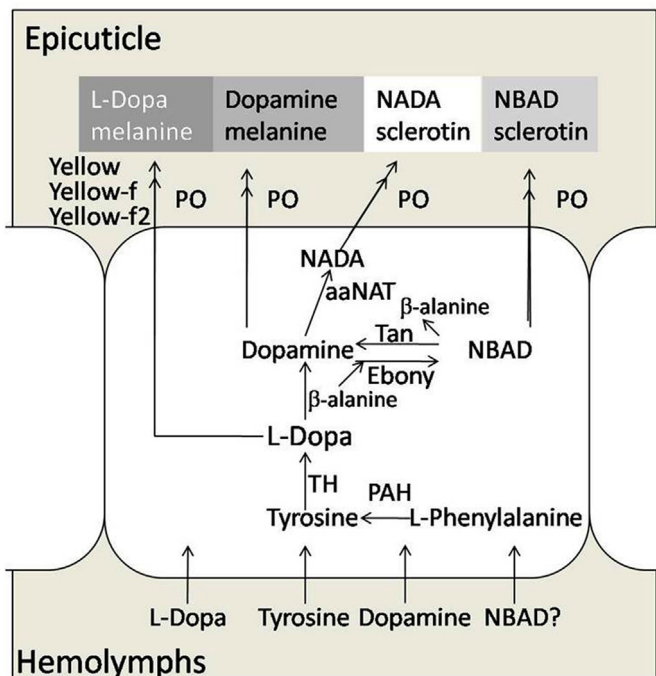 Epicuticle
L-Dopa melanine
Dopamine melanine
NADA sclerotin
NBAD sclerotin
Yellow
Yellow-f
Yellow-f2
PO
PO
PO
PO
NADA
aaNAT
β-alanine
Tan
Dopamine
NBAD
Ebony
β-alanine
L-Dopa
TH
PAH
Tyrosine
L-Phenylalanine
L-Dopa
Tyrosine
Dopamine
NBAD?
Hemolymphs